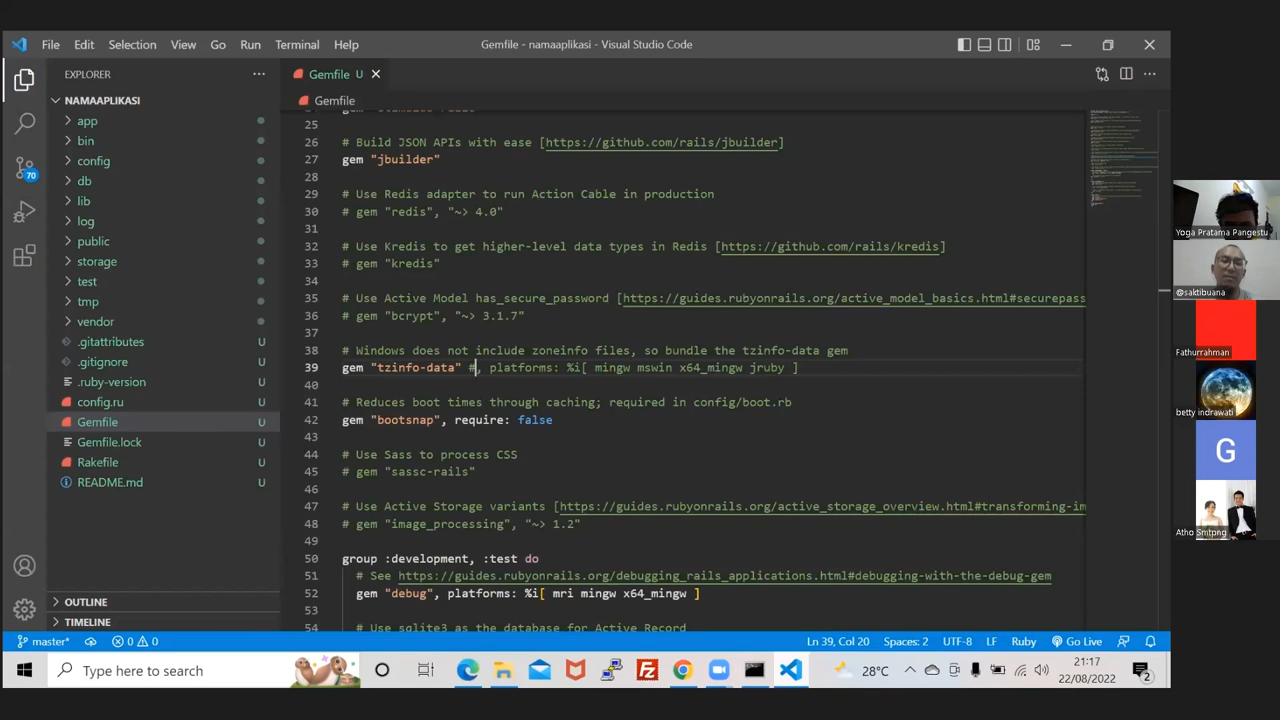 File Edit Selection View Go Run Terminal Help
Gemfile - namaaplikasi - Visual Studio Code
EXPLORER
NAMAAPLIKASI
app
bin
config
db
lib
log
public
storage
test
tmp
vendor
.gitattributes U
.gitignore U
.ruby-version U
config.ru U
Gemfile U
Gemfile.lock U
Rakefile U
README.md U
OUTLINE
TIMELINE
70
Gemfile U
Gemfile
25
26 # Build JSON APIs with ease [https://github.com/rails/jbuilder]
27 gem "jbuilder"
28
29 # Use Redis adapter to run Action Cable in production
30 # gem "redis", "~> 4.0"
31
32 # Use Kredis to get higher-level data types in Redis [https://github.com/rails/kredis]
33 # gem "kredis"
34
35 # Use Active Model has_secure_password [https://guides.rubyonrails.org/active_model_basics.html#securepass
36 # gem "bcrypt", "~> 3.1.7"
37
38 # Windows does not include zoneinfo files, so bundle the tzinfo-data gem
39 gem "tzinfo-data" #, platforms: %i[ mingw mswin x64_mingw jruby ]
40
41 # Reduces boot times through caching; required in config/boot.rb
42 gem "bootsnap", require: false
43
44 # Use Sass to process CSS
45 # gem "sassc-rails"
46
47 # Use Active Storage variants [https://guides.rubyonrails.org/active_storage_overview.html#transforming-im
48 # gem "image_processing", "~> 1.2"
49
50 group :development, :test do
51 # See https://guides.rubyonrails.org/debugging_rails_applications.html#debugging-with-the-debug-gem
52 gem "debug", platforms: %i[ mri mingw x64_mingw ]
53
54 # Use sqlite3 as the database for Active Record
master* 0 0 Ln 39, Col 20 Spaces: 2 UTF-8 LF Ruby Go Live
Type here to search
28°C
21:17
22/08/2022
2
Yoga Pratama Pangestu
@saktibuana
Fathurrahman
betty indrawati
G
Atho Smtpng